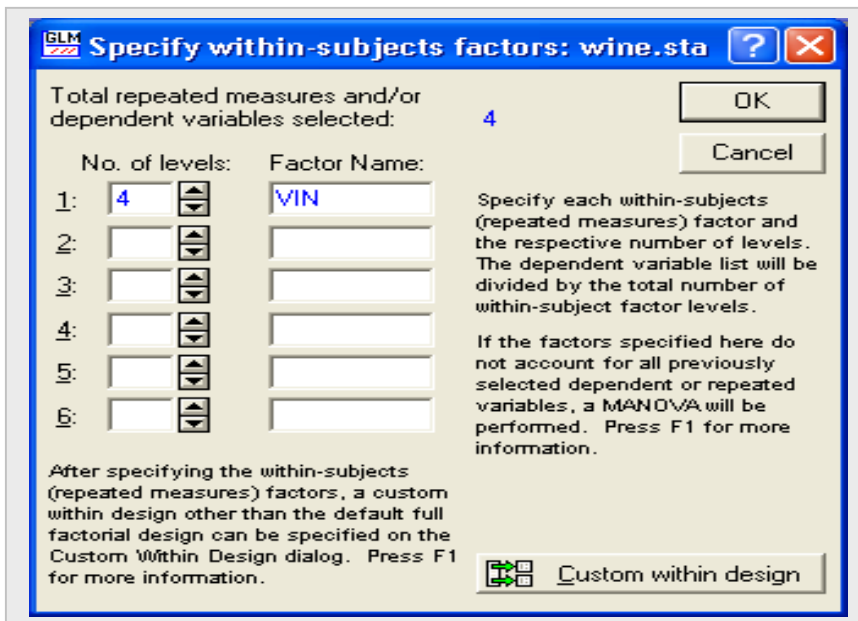 GLM
Specify within-subjects factors: wine.sta
Total repeated measures and/or
dependent variables selected:
4
OK
Cancel
No. of levels: Factor Name:
1: 4 VIN
2:
3:
4:
5:
6:
Specify each within-subjects
(repeated measures) factor and
the respective number of levels.
The dependent variable list will be
divided by the total number of
within-subject factor levels.
If the factors specified here do
not account for all previously
selected dependent or repeated
variables, a MANOVA will be
performed. Press F1 for more
information.
After specifying the within-subjects
(repeated measures) factors, a custom
within design other than the default full
factorial design can be specified on the
Custom Within Design dialog. Press F1
for more information.
Custom within design